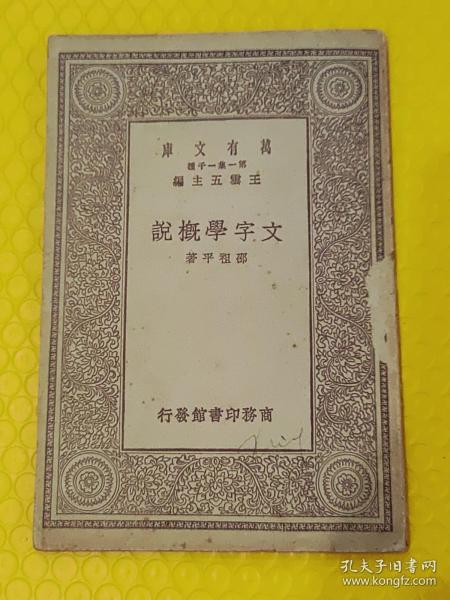 萬有文庫
第一集一千種
王雲五主編
文字學槪說
邵祖平著
商務印書館發行
孔夫子旧书网
www.kongfz.com